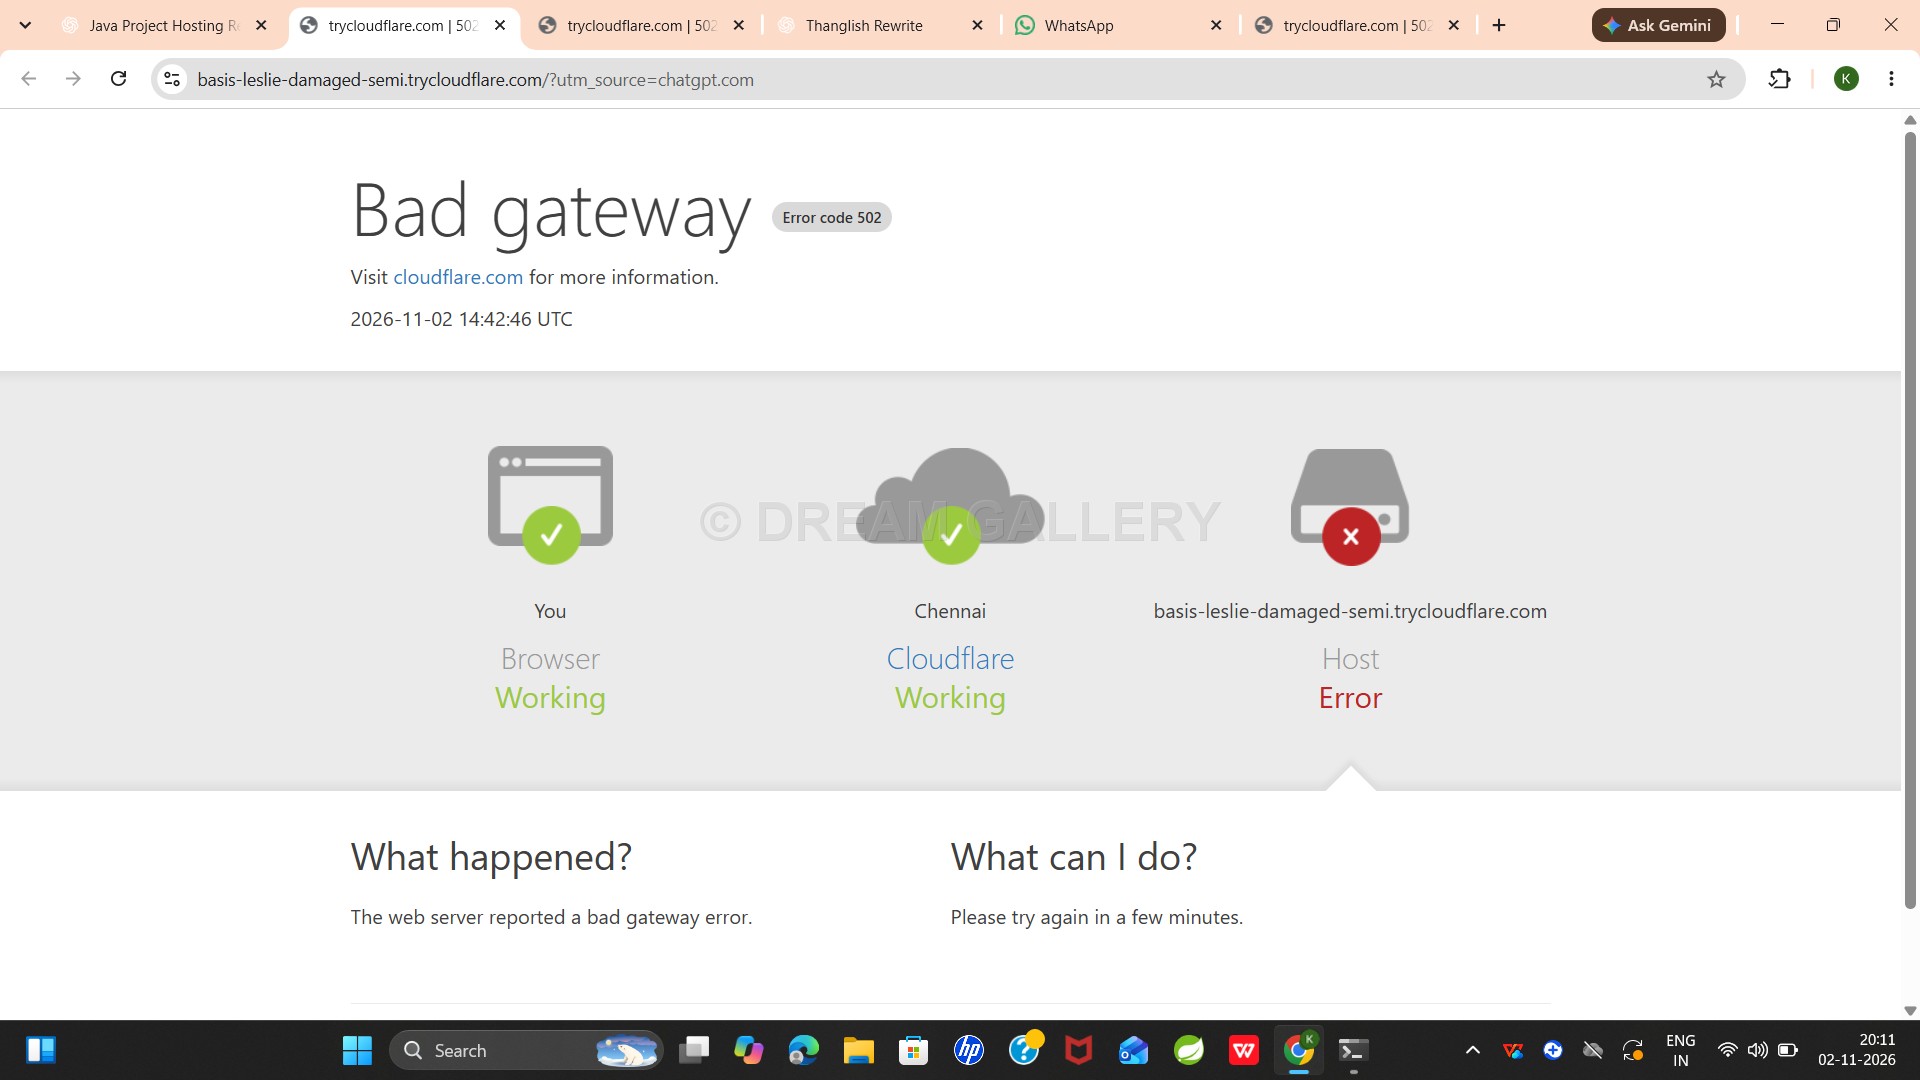 Java Project Hosting R
trycloudflare.com | 502
trycloudflare.com | 502
Thanglish Rewrite
WhatsApp
trycloudflare.com | 502
Ask Gemini
basis-leslie-damaged-semi.trycloudflare.com/?utm_source=chatgpt.com
K
Bad gateway
Error code 502
Visit cloudflare.com for more information.
2026-11-02 14:42:46 UTC
© DREAM GALLERY
You
Chennai
basis-leslie-damaged-semi.trycloudflare.com
Browser
Cloudflare
Host
Working
Working
Error
What happened?
What can I do?
The web server reported a bad gateway error.
Please try again in a few minutes.
Search
hp
K
ENG
IN
20:11
02-11-2026